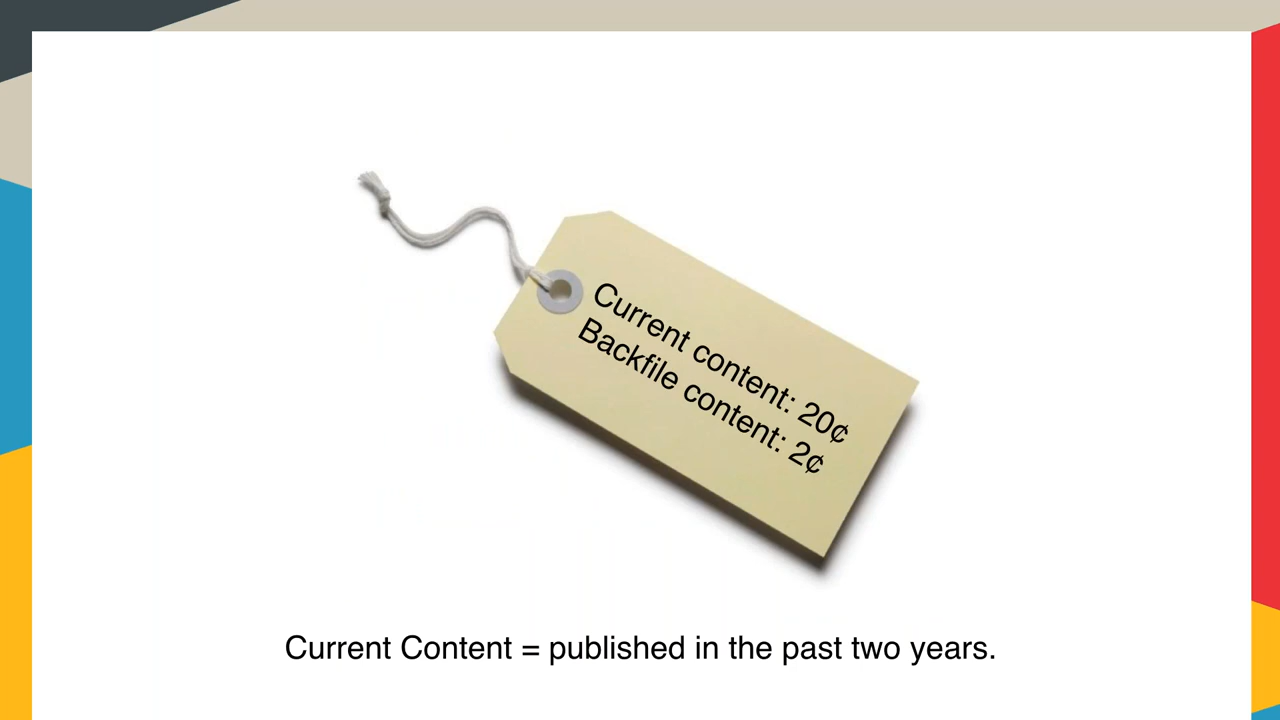 Current content: 20¢
Backfile content: 2¢
Current Content = published in the past two years.